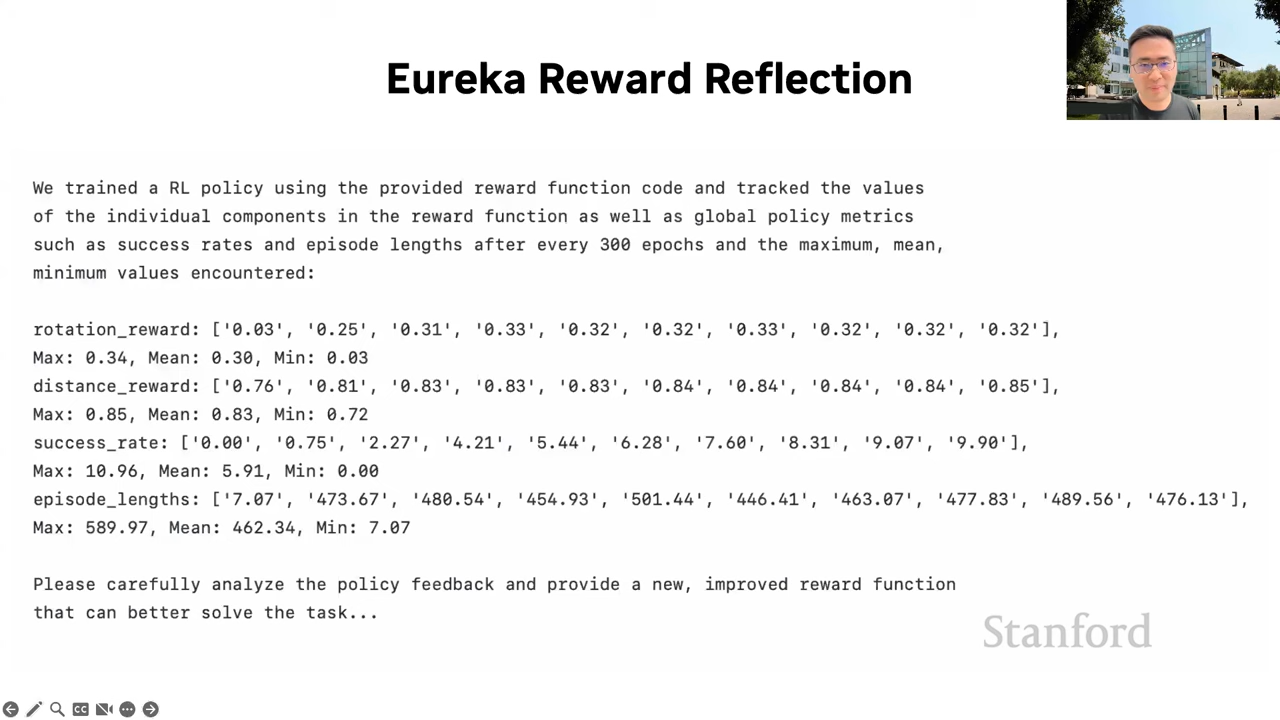 Eureka Reward Reflection
We trained a RL policy using the provided reward function code and tracked the values
of the individual components in the reward function as well as global policy metrics
such as success rates and episode lengths after every 300 epochs and the maximum, mean,
minimum values encountered:
rotation_reward: ['0.03', '0.25', '0.31', '0.33', '0.32', '0.32', '0.33', '0.32', '0.32', '0.32'],
Max: 0.34, Mean: 0.30, Min: 0.03
distance_reward: ['0.76', '0.81', '0.83', '0.83', '0.83', '0.84', '0.84', '0.84', '0.84', '0.85'],
Max: 0.85, Mean: 0.83, Min: 0.72
success_rate: ['0.00', '0.75', '2.27', '4.21', '5.44', '6.28', '7.60', '8.31', '9.07', '9.90'],
Max: 10.96, Mean: 5.91, Min: 0.00
episode_lengths: ['7.07', '473.67', '480.54', '454.93', '501.44', '446.41', '463.07', '477.83', '489.56', '476.13'],
Max: 589.97, Mean: 462.34, Min: 7.07
Please carefully analyze the policy feedback and provide a new, improved reward function
that can better solve the task...
Stanford
CC